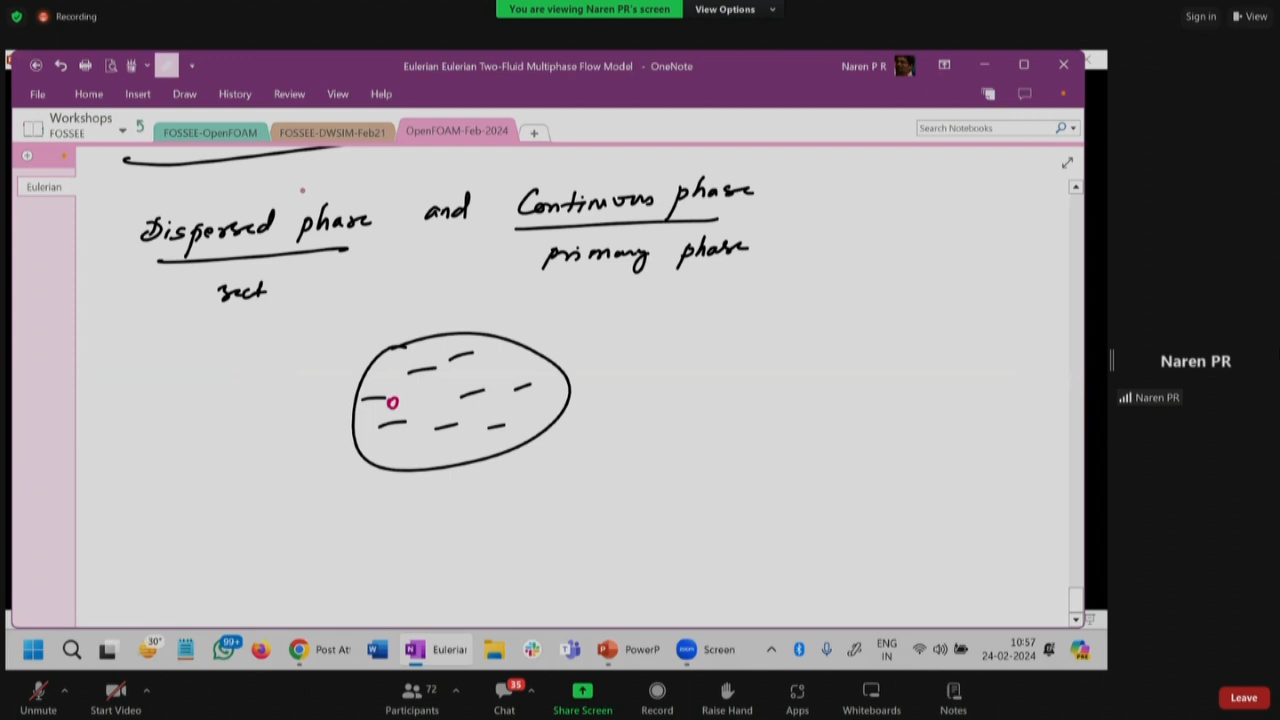 Recording
You are viewing Naren PR's screen
View Options
Sign in
View
Eulerian Eulerian Two-Fluid Multiphase Flow Model - OneNote
Naren P R
File
Home
Insert
Draw
History
Review
View
Help
Workshops
FOSSEE
FOSSEE-OpenFOAM
FOSSEE-DWSIM-Feb21
OpenFOAM-Feb-2024
Search Notebooks
Eulerian
Dispersed phase and Continuous phase
primary phase
sect
Naren PR
Naren PR
30°
99+
Post At
Eulerian
PowerP
Screen
ENG
IN
10:57
24-02-2024
Unmute
Start Video
72
Participants
35
Chat
Share Screen
Record
Raise Hand
Apps
Whiteboards
Notes
Leave